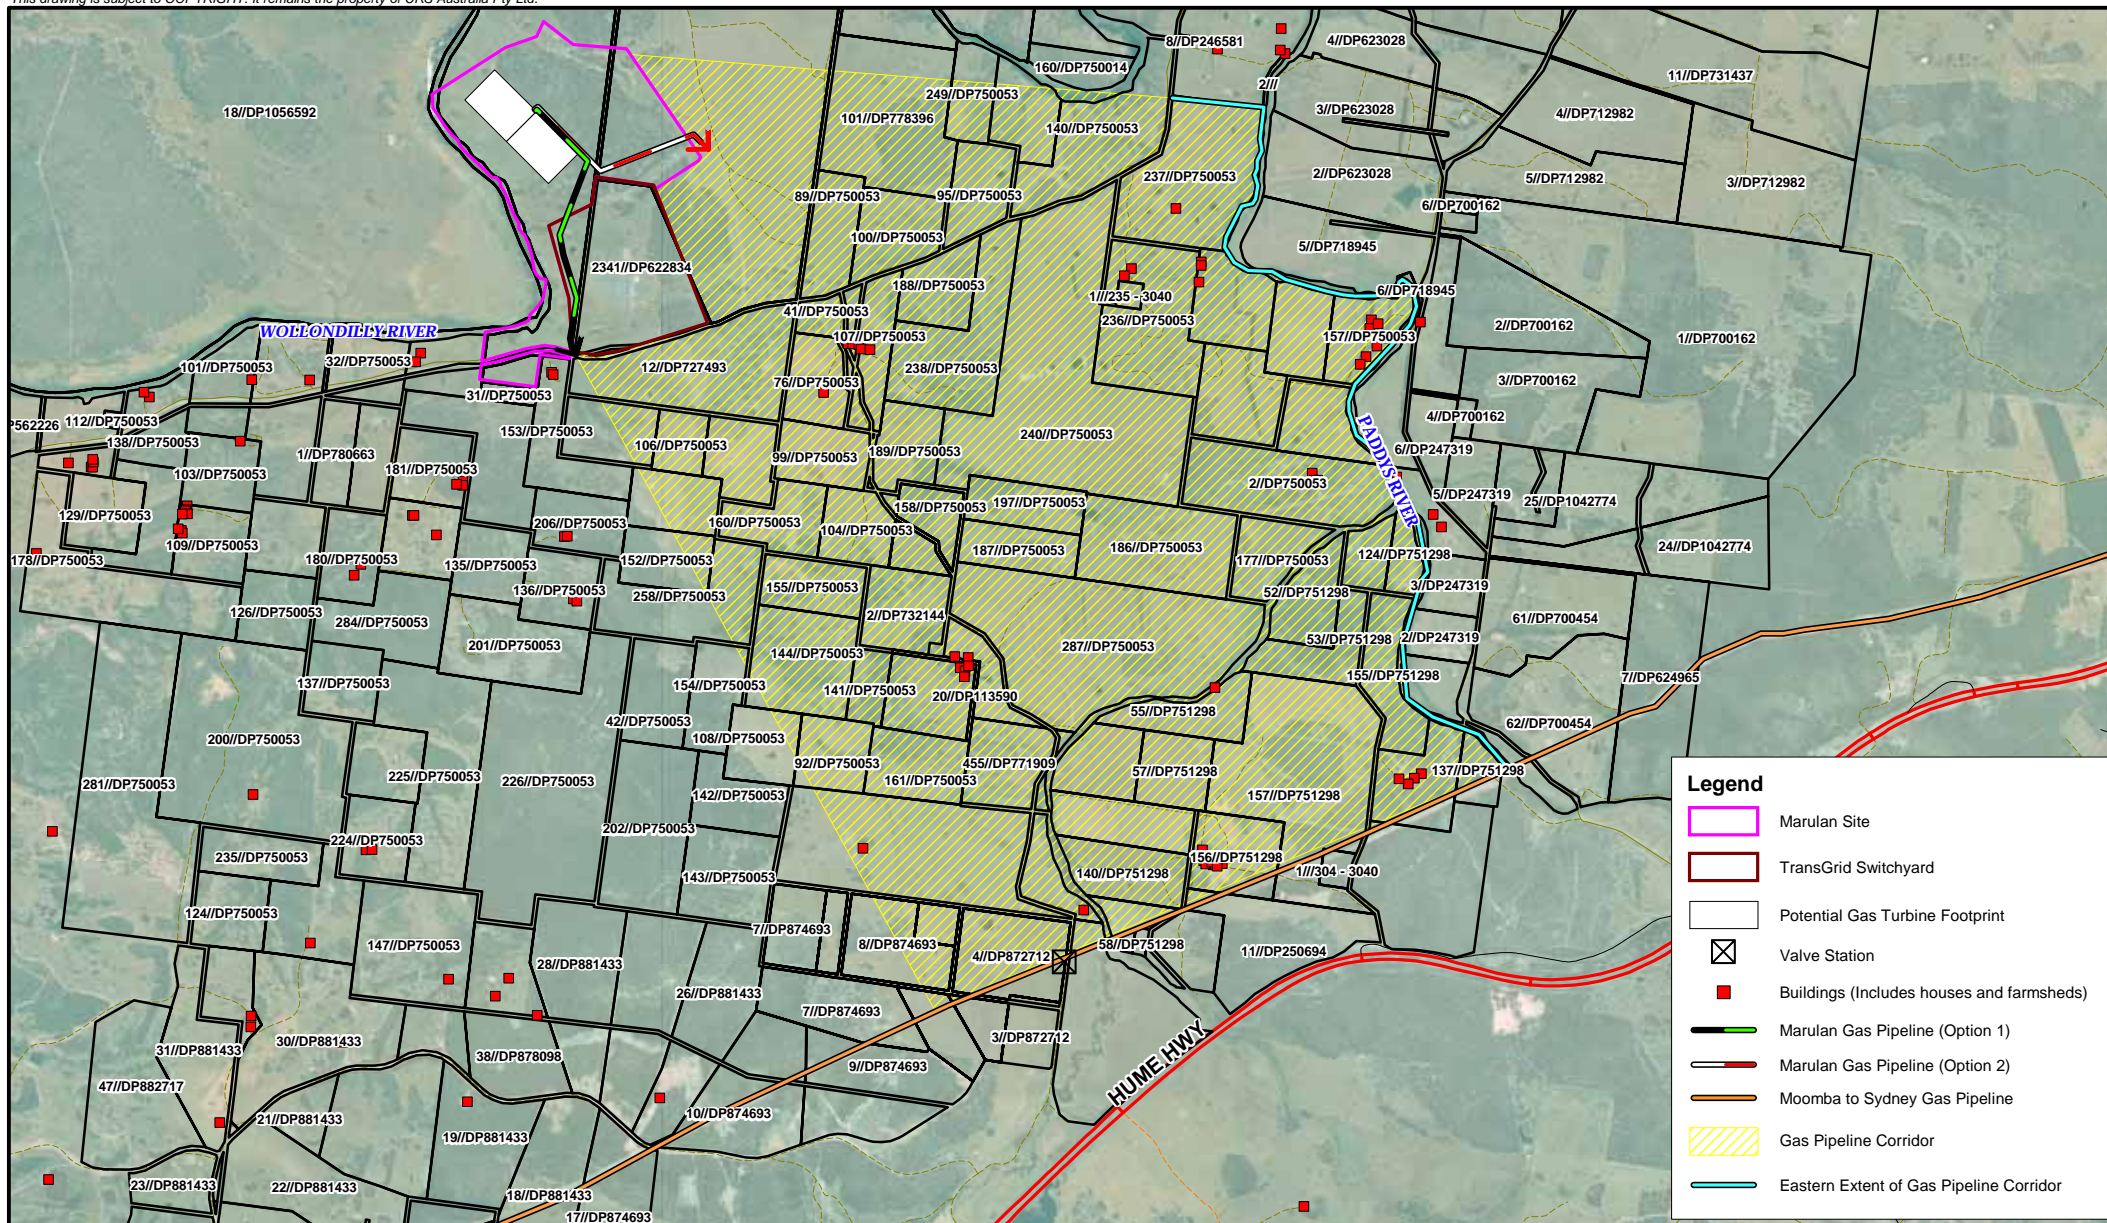 This drawing is subject to COPYRIGHT. It remains the property of URS Australia Pty Ltd.
8//DP246581
4//DP623028
160//DP750014
11//DP731437
2///
249//DP750053
18//DP1056592
3//DP623028
4//DP712982
101//DP778396
140//DP750053
237//DP750053
2//DP623028
5//DP712982
3//DP712982
89//DP750053
95//DP750053
6//DP700162
100//DP750053
5//DP718945
2341//DP622834
188//DP750053
1///235 - 3040
6//DP718945
41//DP750053
236//DP750053
2//DP700162
WOLLONDILLY RIVER
107//DP750053
157//DP750053
1//DP700162
32//DP750053
101//DP750053
12//DP727493
238//DP750053
76//DP750053
3//DP700162
31//DP750053
4//DP700162
P562226
112//DP750053
153//DP750053
240//DP750053
138//DP750053
106//DP750053
PADDYS RIVER
1//DP780663
99//DP750053
189//DP750053
6//DP247319
181//DP750053
103//DP750053
2//DP750053
5//DP247319
25//DP1042774
129//DP750053
206//DP750053
160//DP750053
104//DP750053
158//DP750053
197//DP750053
109//DP750053
187//DP750053
186//DP750053
24//DP1042774
178//DP750053
180//DP750053
135//DP750053
152//DP750053
177//DP750053
124//DP751298
136//DP750053
258//DP750053
155//DP750053
52//DP751298
3//DP247319
126//DP750053
284//DP750053
2//DP732144
61//DP700454
201//DP750053
144//DP750053
287//DP750053
53//DP751298
2//DP247319
137//DP750053
154//DP750053
141//DP750053
20//DP113590
155//DP751298
7//DP624965
42//DP750053
55//DP751298
62//DP700454
200//DP750053
108//DP750053
281//DP750053
225//DP750053
226//DP750053
92//DP750053
161//DP750053
455//DP771909
57//DP751298
137//DP751298
142//DP750053
157//DP751298
202//DP750053
224//DP750053
235//DP750053
143//DP750053
140//DP751298
156//DP751298
1///304 - 3040
124//DP750053
147//DP750053
7//DP874693
8//DP874693
4//DP872712
58//DP751298
11//DP250694
28//DP881433
26//DP881433
7//DP874693
3//DP872712
HUME HWY
31//DP881433
30//DP881433
38//DP878098
9//DP874693
47//DP882717
21//DP881433
10//DP874693
19//DP881433
23//DP881433
22//DP881433
18//DP881433
17//DP874693
Legend
Marulan Site
TransGrid Switchyard
Potential Gas Turbine Footprint
Valve Station
Buildings (Includes houses and farmsheds)
Marulan Gas Pipeline (Option 1)
Marulan Gas Pipeline (Option 2)
Moomba to Sydney Gas Pipeline
Gas Pipeline Corridor
Eastern Extent of Gas Pipeline Corridor